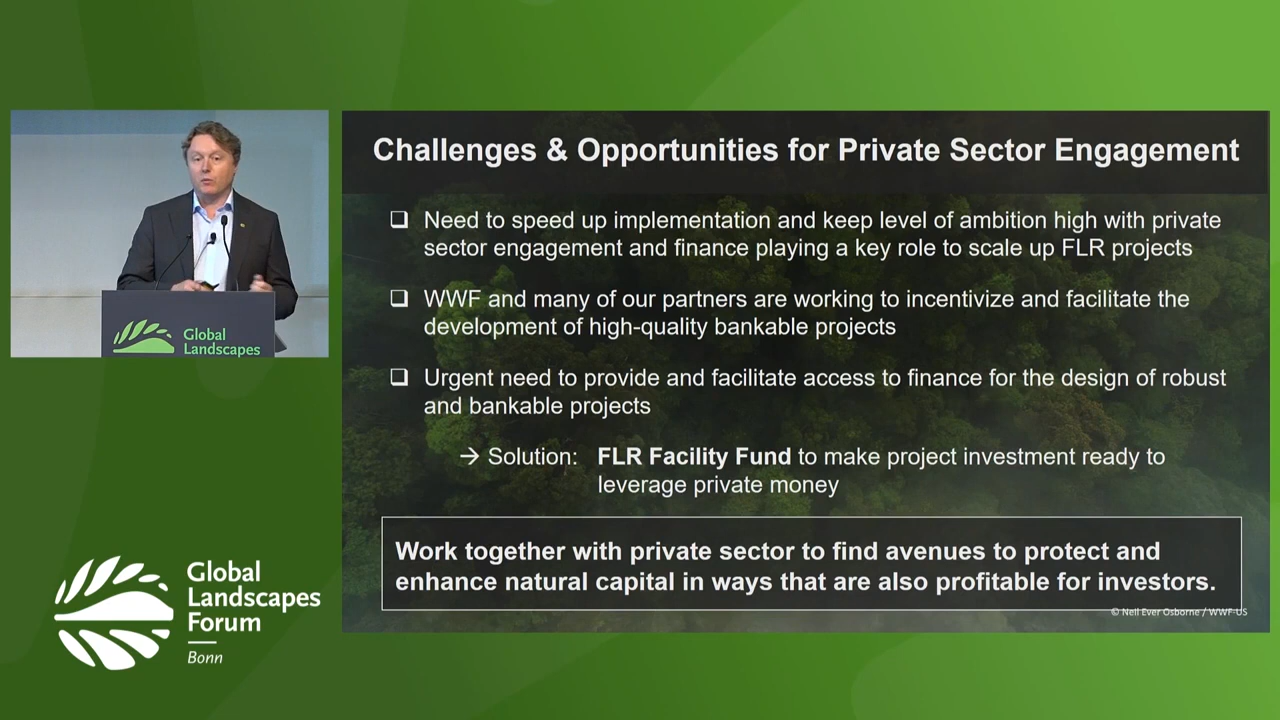 Challenges & Opportunities for Private Sector Engagement
Need to speed up implementation and keep level of ambition high with private
sector engagement and finance playing a key role to scale up FLR projects
WWF and many of our partners are working to incentivize and facilitate the
development of high-quality bankable projects
Urgent need to provide and facilitate access to finance for the design of robust
and bankable projects
→ Solution: FLR Facility Fund to make project investment ready to
leverage private money
Work together with private sector to find avenues to protect and
enhance natural capital in ways that are also profitable for investors.
© Neil Ever Osborne / WWF-US
Global
Landscapes
Global
Landscapes
Forum
Bonn